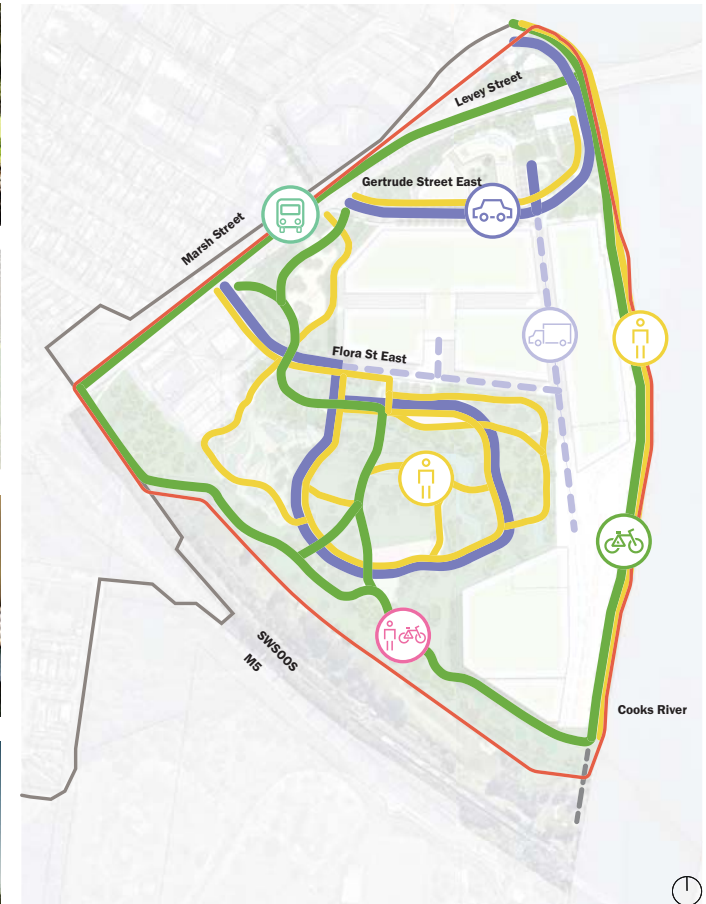 Levey Street
Gertrude Street East
Marsh Street
Flora St East
SWSOOS
M5
Cooks River